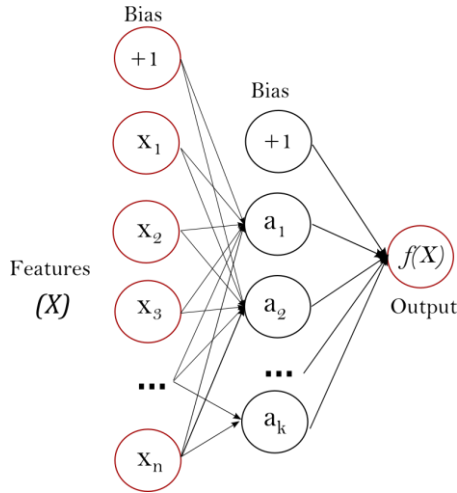 Bias
+1
x1
x2
Features
(X)
x3
...
xn
Bias
+1
a1
a2
...
ak
f(X)
Output